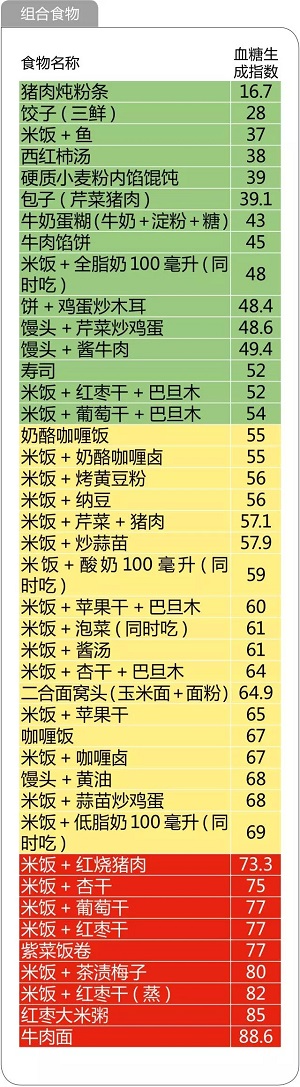 组合食物
食物名称 血糖生
成指数
猪肉炖粉条 16.7
饺子(三鲜) 28
米饭+鱼 37
西红柿汤 38
硬质小麦粉肉馅馄饨 39
包子(芹菜猪肉) 39.1
牛奶蛋糊(牛奶+淀粉+糖) 43
牛肉馅饼 45
米饭+全脂奶100毫升(同
时吃) 48
饼+鸡蛋炒木耳 48.4
馒头+芹菜炒鸡蛋 48.6
馒头+酱牛肉 49.4
寿司 52
米饭+红枣干+巴旦木 52
米饭+葡萄干+巴旦木 54
奶酪咖喱饭 55
米饭+奶酪咖喱卤 55
米饭+烤黄豆粉 56
米饭+纳豆 56
米饭+芹菜+猪肉 57.1
米饭+炒蒜苗 57.9
米饭+酸奶100毫升(同
时吃) 59
米饭+苹果干+巴旦木 60
米饭+泡菜(同时吃) 61
米饭+酱汤 61
米饭+杏干+巴旦木 64
二合面窝头(玉米面+面粉) 64.9
米饭+苹果干 65
咖喱饭 67
米饭+咖喱卤 67
馒头+黄油 68
米饭+蒜苗炒鸡蛋 68
米饭+低脂奶100毫升(同
时吃) 69
米饭+红烧猪肉 73.3
米饭+杏干 75
米饭+葡萄干 77
米饭+红枣干 77
紫菜饭卷 77
米饭+茶渍梅子 80
米饭+红枣干(蒸) 82
红枣大米粥 85
牛肉面 88.6